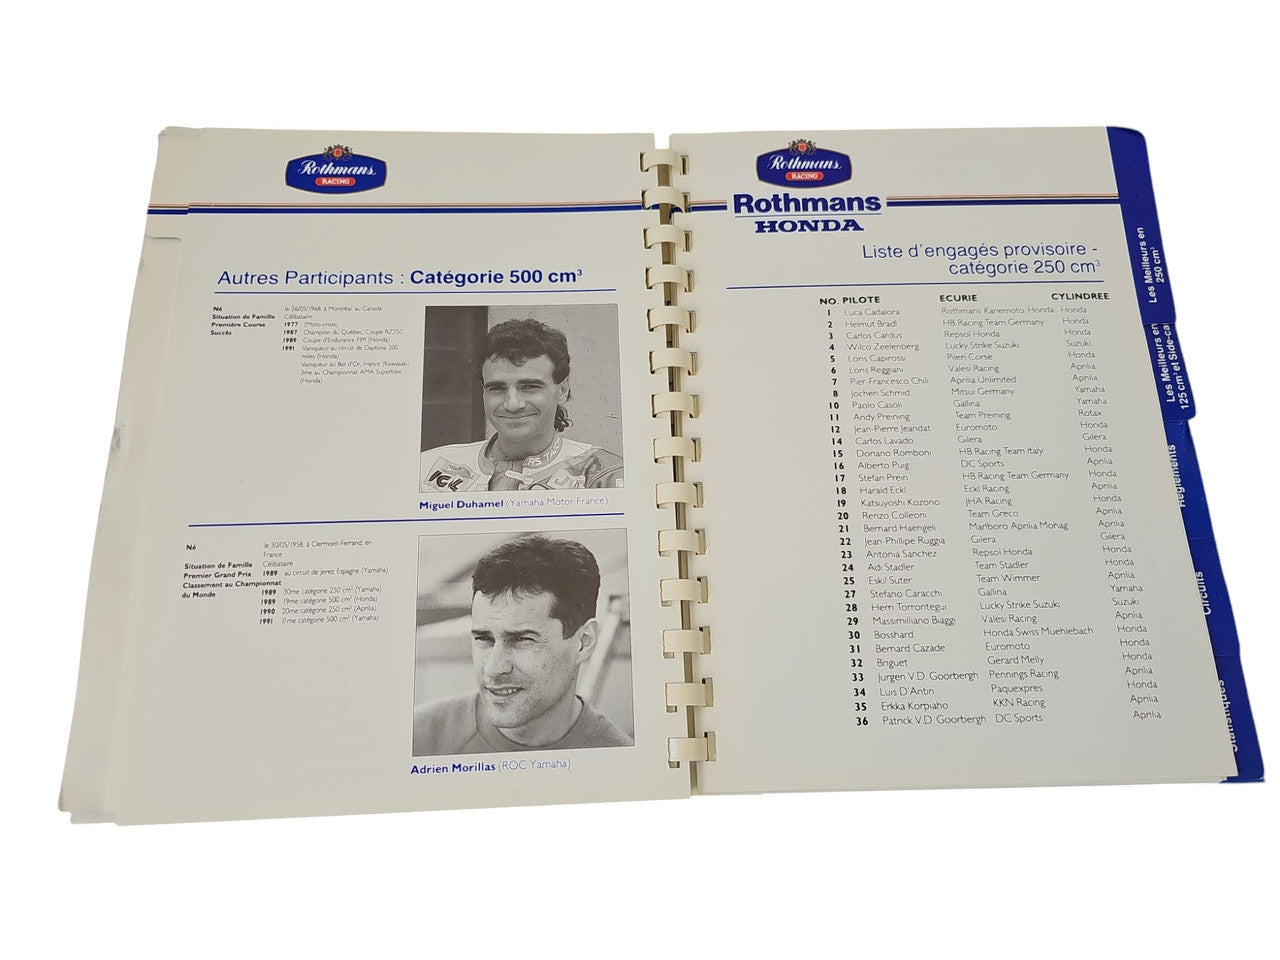 Rothmans
RACING
Autres Participants : Catégorie 500 cm³
Né le 26/05/1968, à Montréal, au Canada
Situation de Famille Célibataire
Première Course 1977 (Moto-cross)
Succès 1987 Champion du Québec, Coupe RZ350
1989 Coupe d'Endurance FIM (Honda)
1991 Vainqueur au circuit de Daytona 200
miles (Honda)
Vainqueur au Bol d'Or, France (Kawasaki)
3me au Championnat AMA Superbike
(Honda)
IGL
Miguel Duhamel (Yamaha Motor France)
Né le 30/05/1958, à Clermont-Ferrand, en
France
Situation de Famille Célibataire
Premier Grand Prix 1989 au circuit de Jerez, Espagne (Yamaha)
Classement au Championnat
du Monde 1989 30me catégorie 250 cm³ (Yamaha)
1989 19me catégorie 500 cm³ (Honda)
1990 20me catégorie 250 cm³ (Aprilia)
1991 11me catégorie 500 cm³ (Yamaha)
Adrien Morillas (ROC Yamaha)
Rothmans
RACING
Rothmans
HONDA
Liste d'engagés provisoire -
catégorie 250 cm³
NO. PILOTE ECURIE CYLINDREE
1 Luca Cadalora Rothmans Kanemoto Honda Honda
2 Helmut Bradl HB Racing Team Germany Honda
3 Carlos Cardus Repsol Honda Honda
4 Wilco Zeelenberg Lucky Strike Suzuki Suzuki
5 Loris Capirossi Pileri Corse Honda
6 Loris Reggiani Valesi Racing Aprilia
7 Pier-Francesco Chili Aprilia Unlimited Aprilia
8 Jochen Schmid Mitsui Germany Yamaha
10 Paolo Casoli Gallina Yamaha
11 Andy Preining Team Preining Rotax
12 Jean-Pierre Jeandat Euromoto Honda
14 Carlos Lavado Gilera Gilera
15 Donano Romboni HB Racing Team Italy Honda
16 Alberto Puig DC Sports Aprilia
17 Stefan Prein HB Racing Team Germany Honda
18 Harald Eckl Eckl Racing Aprilia
19 Katsuyoshi Kozono JHA Racing Honda
20 Renzo Colleoni Team Greco Aprilia
21 Bernard Haengeli Marlboro Aprilia Mohag Aprilia
22 Jean-Phillipe Ruggia Gilera Gilera
23 Antonia Sanchez Repsol Honda Honda
24 Adi Stadler Team Stadler Honda
25 Eskil Suter Team Wimmer Aprilia
27 Stefano Caracchi Gallina Yamaha
28 Herri Torrontegui Lucky Strike Suzuki Suzuki
29 Massimiliano Biaggi Valesi Racing Aprilia
30 Bosshard Honda Swiss Muehlebach Honda
31 Bernard Cazade Euromoto Honda
32 Briguet Gerard Melly Honda
33 Jurgen V.D. Goorbergh Pennings Racing Aprilia
34 Luis D'Antin Paquexpres Honda
35 Erkka Korpiaho KKN Racing Aprilia
36 Patrick V.D. Goorbergh DC Sports Aprilia
Les Meilleurs en
250 cm³
Les Meilleurs en
125 cm³ et Side-ca
Règlements
Circuits
Statistiques